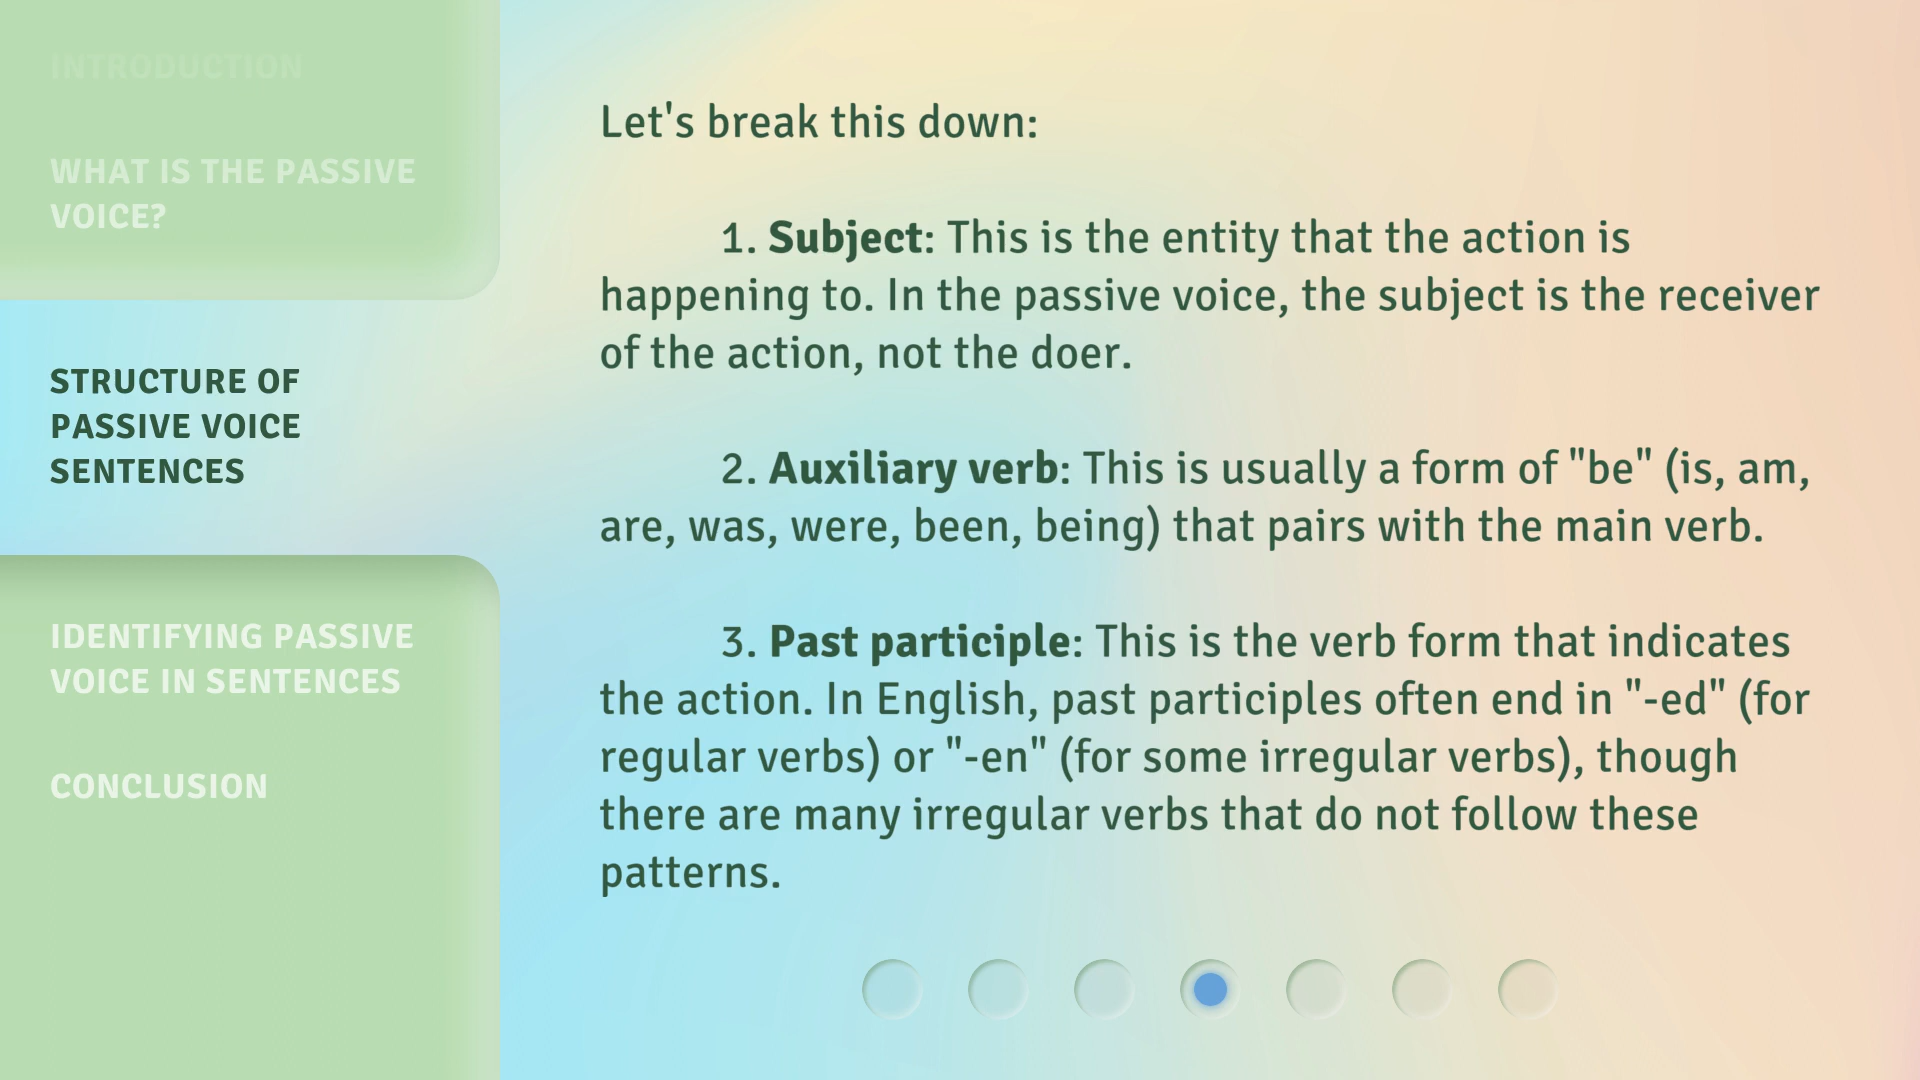 INTRODUCTION
WHAT IS THE PASSIVE
VOICE?
STRUCTURE OF
PASSIVE VOICE
SENTENCES
IDENTIFYING PASSIVE
VOICE IN SENTENCES
CONCLUSION
Let's break this down:
1. Subject: This is the entity that the action is
happening to. In the passive voice, the subject is the receiver
of the action, not the doer.
2. Auxiliary verb: This is usually a form of "be" (is, am,
are, was, were, been, being) that pairs with the main verb.
3. Past participle: This is the verb form that indicates
the action. In English, past participles often end in "-ed" (for
regular verbs) or "-en" (for some irregular verbs), though
there are many irregular verbs that do not follow these
patterns.